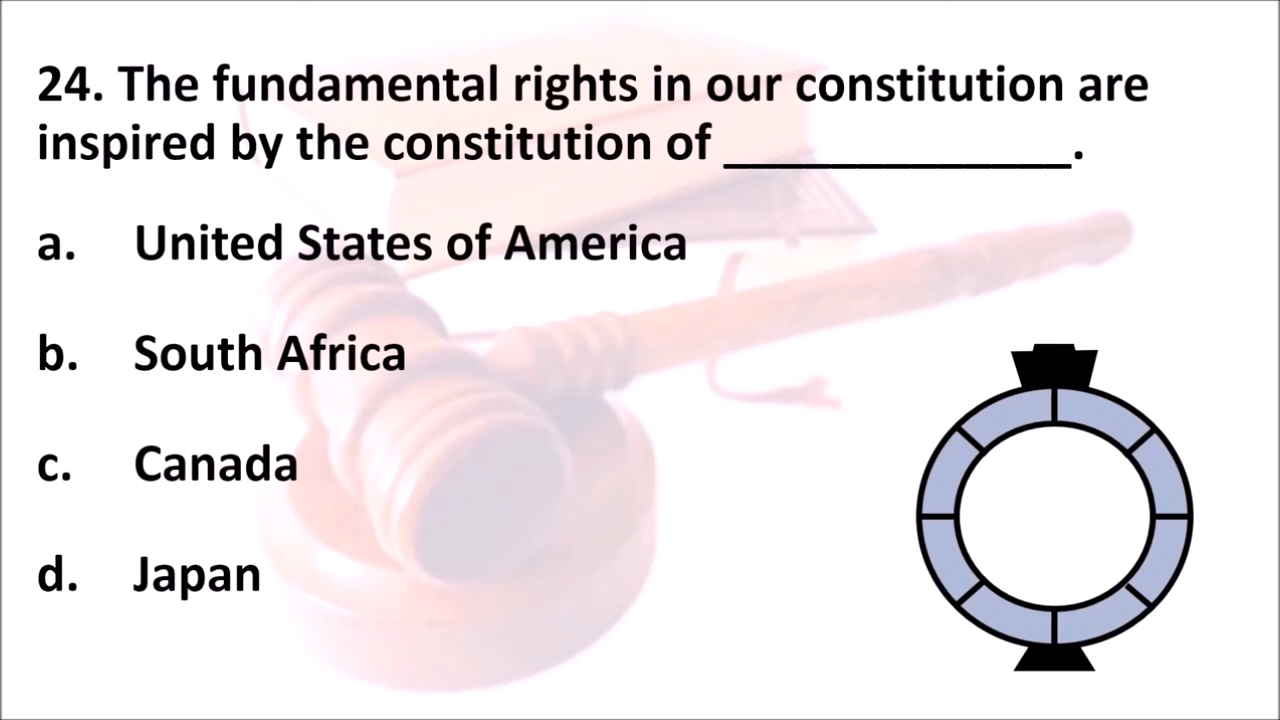 24. The fundamental rights in our constitution are
inspired by the constitution of _____________.
a. United States of America
b. South Africa
c. Canada
d. Japan